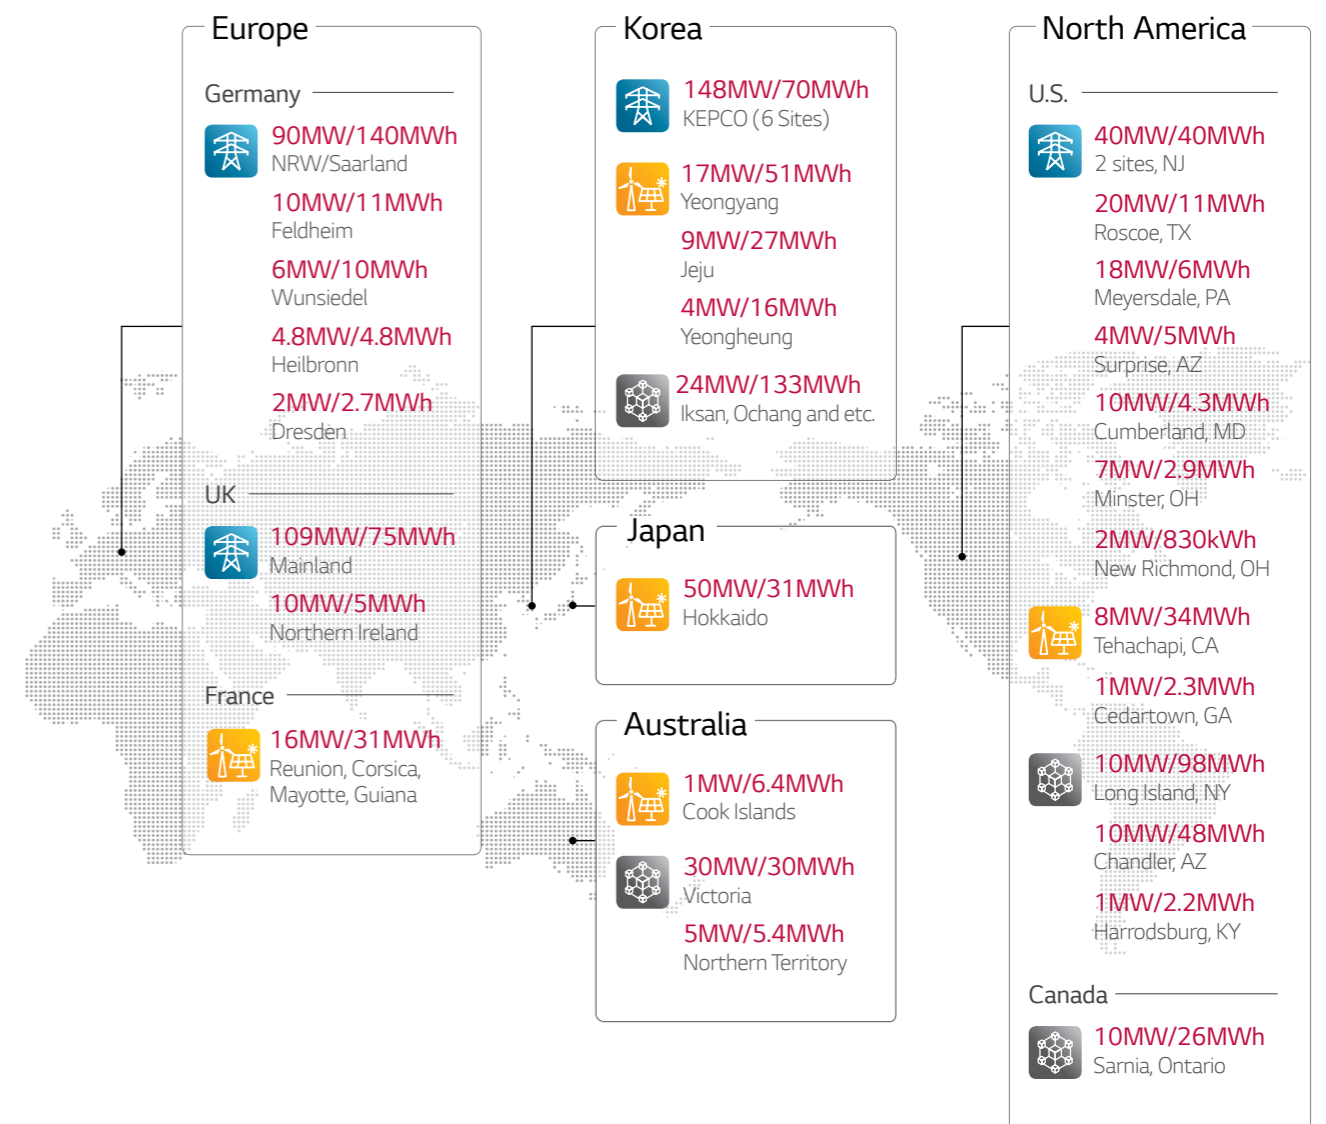 Europe
Germany
90MW/140MWh
NRW/Saarland
10MW/11MWh
Feldheim
6MW/10MWh
Wunsiedel
4.8MW/4.8MWh
Heilbronn
2MW/2.7MWh
Dresden
UK
109MW/75MWh
Mainland
10MW/5MWh
Northern Ireland
France
16MW/31MWh
Reunion, Corsica,
Mayotte, Guiana
Korea
148MW/70MWh
KEPCO ( 6 Sites)
17MW/51MWh
Yeongyang
9MW/27MWh
Jeju
4MW/16MWh
Yeongheung
24MW/133MWh
Iksan, Ochang and etc.
Japan
50MW/31MWh
Hokkaido
Australia
1MW/6.4MWh
Cook Islands
30MW/30MWh
Victoria
5MW/5.4MWh
Northern Territory
North America
U.S.
40MW/40MWh
2 sites, NJ
20MW/11MWh
Roscoe, TX
18MW/6MWh
Meyersdale, PA
4MW/5MWh
Surprise, AZ
10MW/4.3MWh
Cumberland, MD
7MW/2.9MWh
Minster, OH
2MW/830kWh
New Richmond, OH
8MW/34MWh
Tehachapi, CA
1MW/2.3MWh
Cedartown, GA
10MW/98MWh
Long Island, NY
10MW/48MWh
Chandler, AZ
1MW/2.2MWh
Harrodsburg, KY
Canada
10MW/26MWh
Sarnia, Ontario